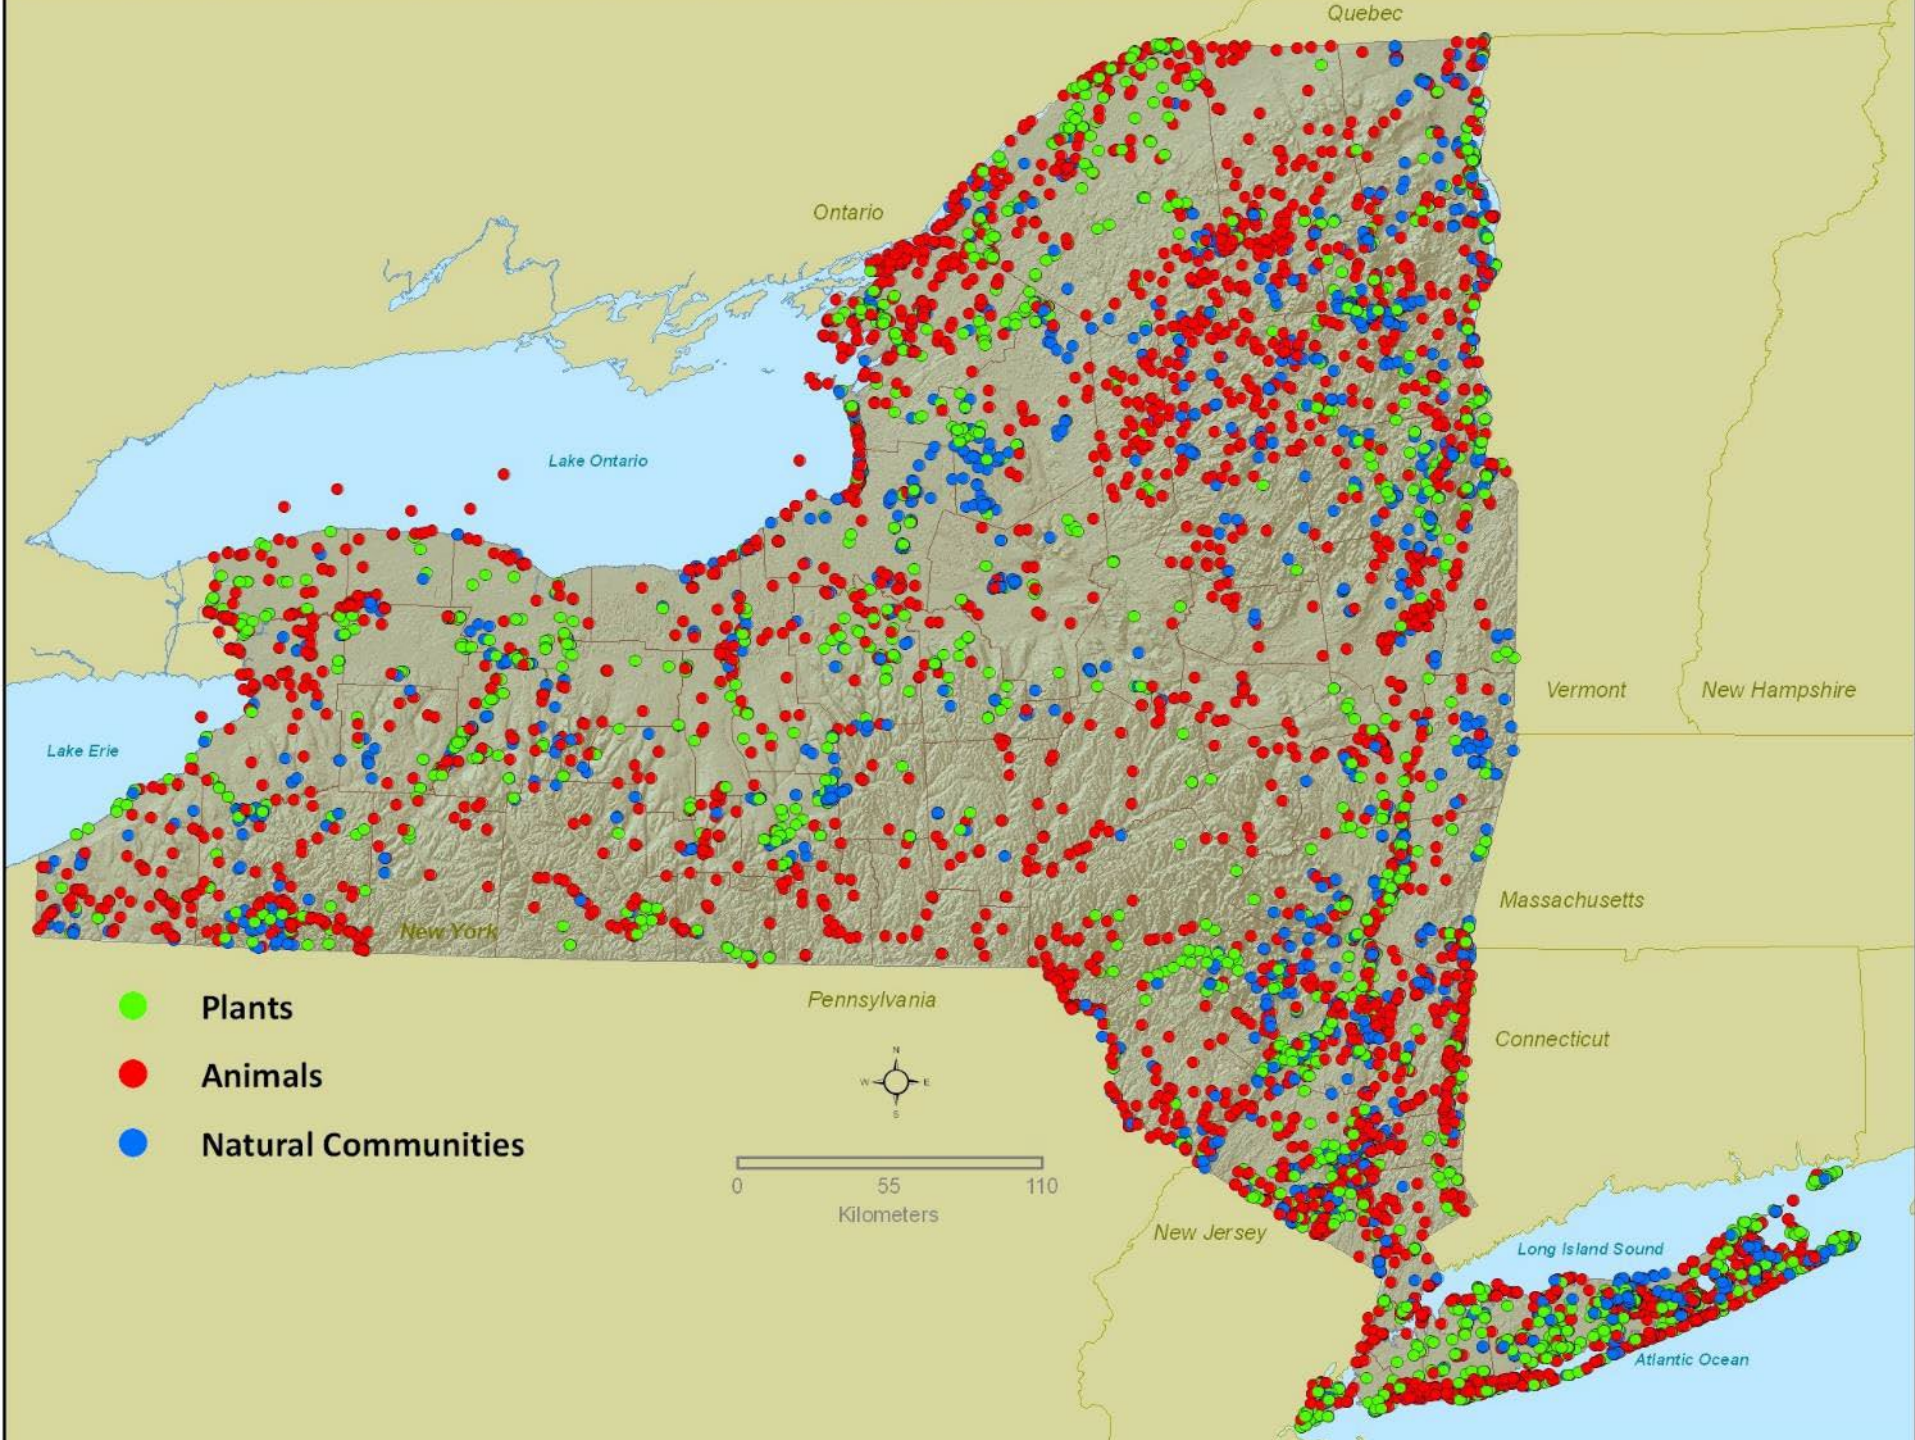 Quebec
Ontario
Lake Ontario
Vermont
New Hampshire
Lake Erie
Massachusetts
New York
Pennsylvania
Plants
Connecticut
N
W E
S
Animals
Natural Communities
0 55 110
Kilometers
New Jersey
Long Island Sound
Atlantic Ocean